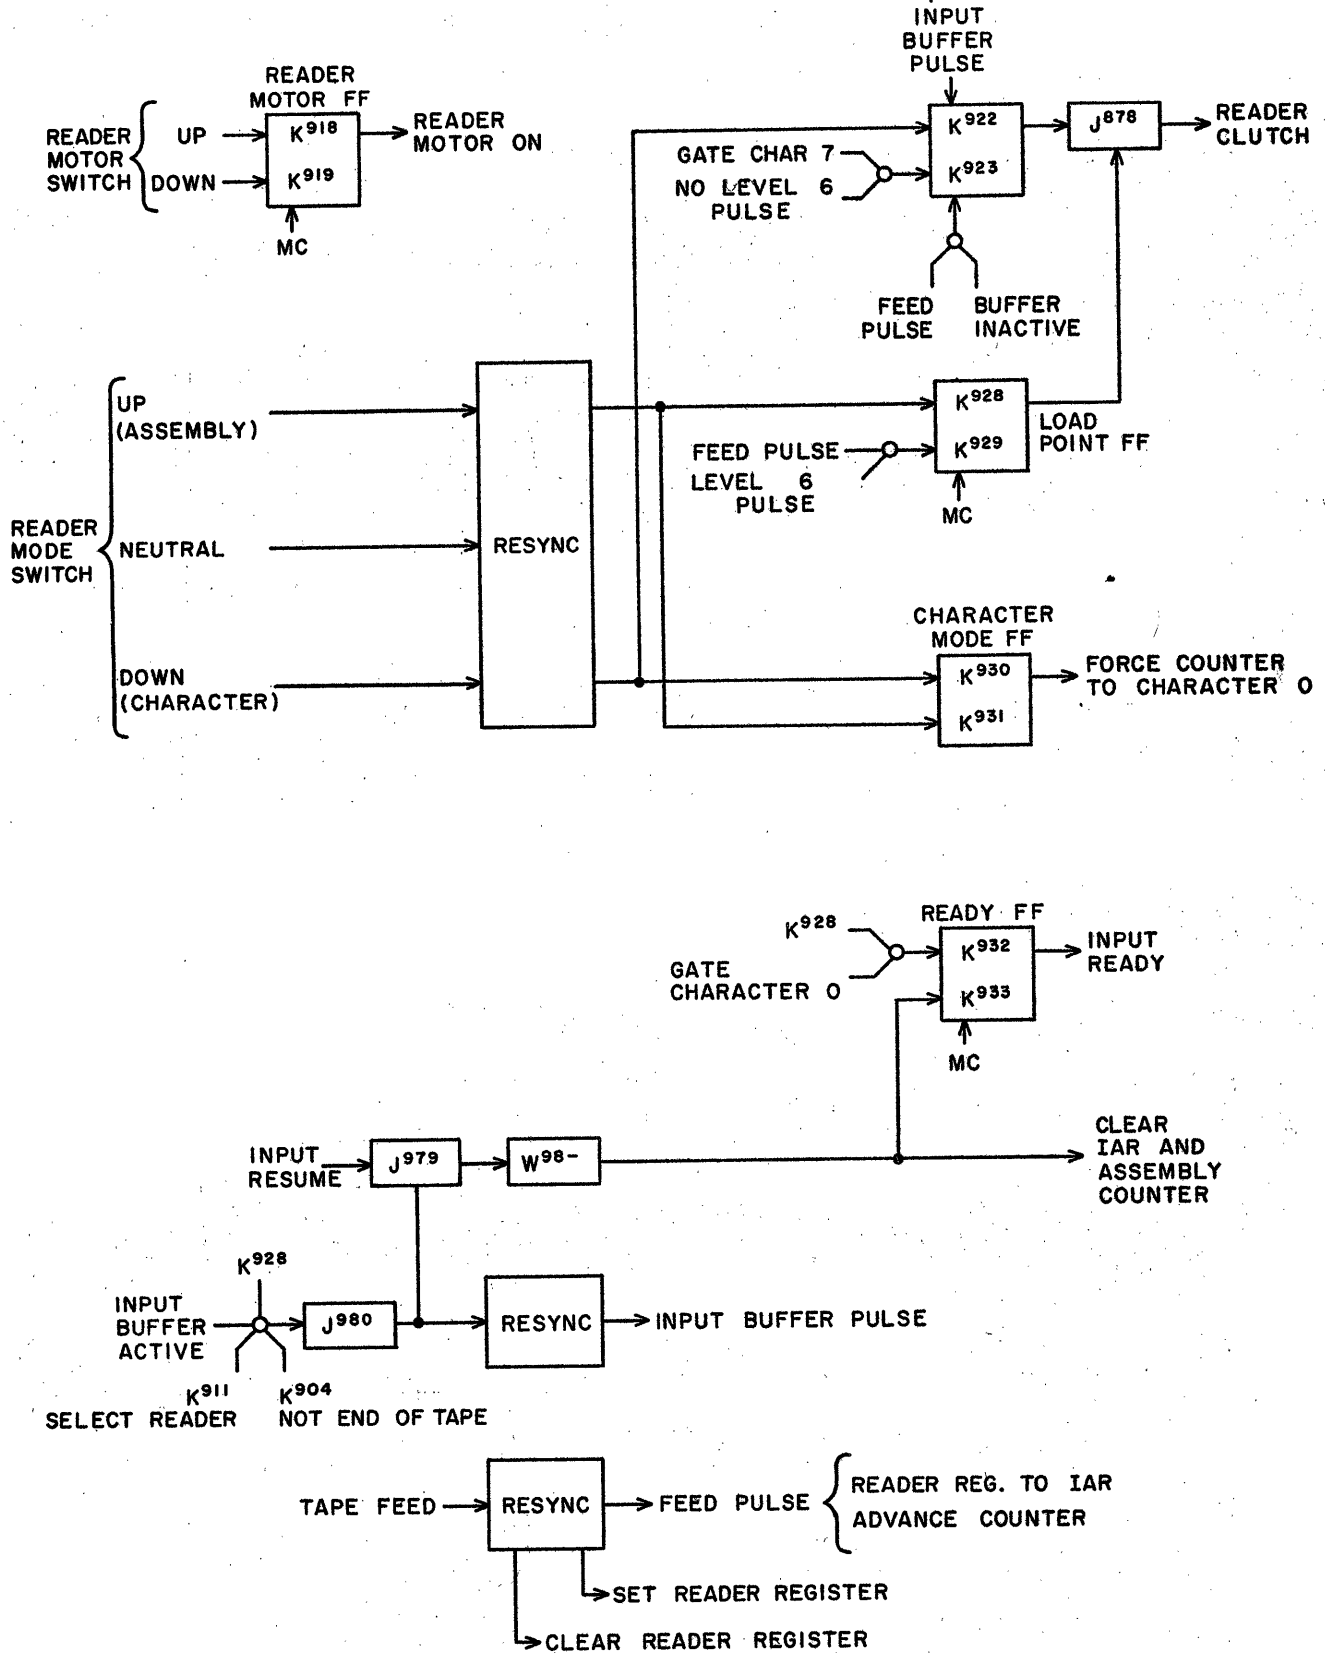 INPUT
BUFFER
PULSE
READER
MOTOR FF
READER
MOTOR
SWITCH
UP
DOWN
K918
K919
MC
READER
MOTOR ON
GATE CHAR 7
NO LEVEL 6
PULSE
K922
K923
J878
READER
CLUTCH
FEED
PULSE
BUFFER
INACTIVE
READER
MODE
SWITCH
UP
(ASSEMBLY)
NEUTRAL
DOWN
(CHARACTER)
RESYNC
FEED PULSE
LEVEL 6
PULSE
K928
K929
MC
LOAD
POINT FF
CHARACTER
MODE FF
K930
K931
FORCE COUNTER
TO CHARACTER 0
READY FF
K928
GATE
CHARACTER 0
K932
K933
MC
INPUT
READY
INPUT
RESUME
J979
W98-
CLEAR
IAR AND
ASSEMBLY
COUNTER
K928
INPUT
BUFFER
ACTIVE
J980
RESYNC
INPUT BUFFER PULSE
K911
SELECT READER
K904
NOT END OF TAPE
TAPE FEED
RESYNC
FEED PULSE
READER REG. TO IAR
ADVANCE COUNTER
SET READER REGISTER
CLEAR READER REGISTER